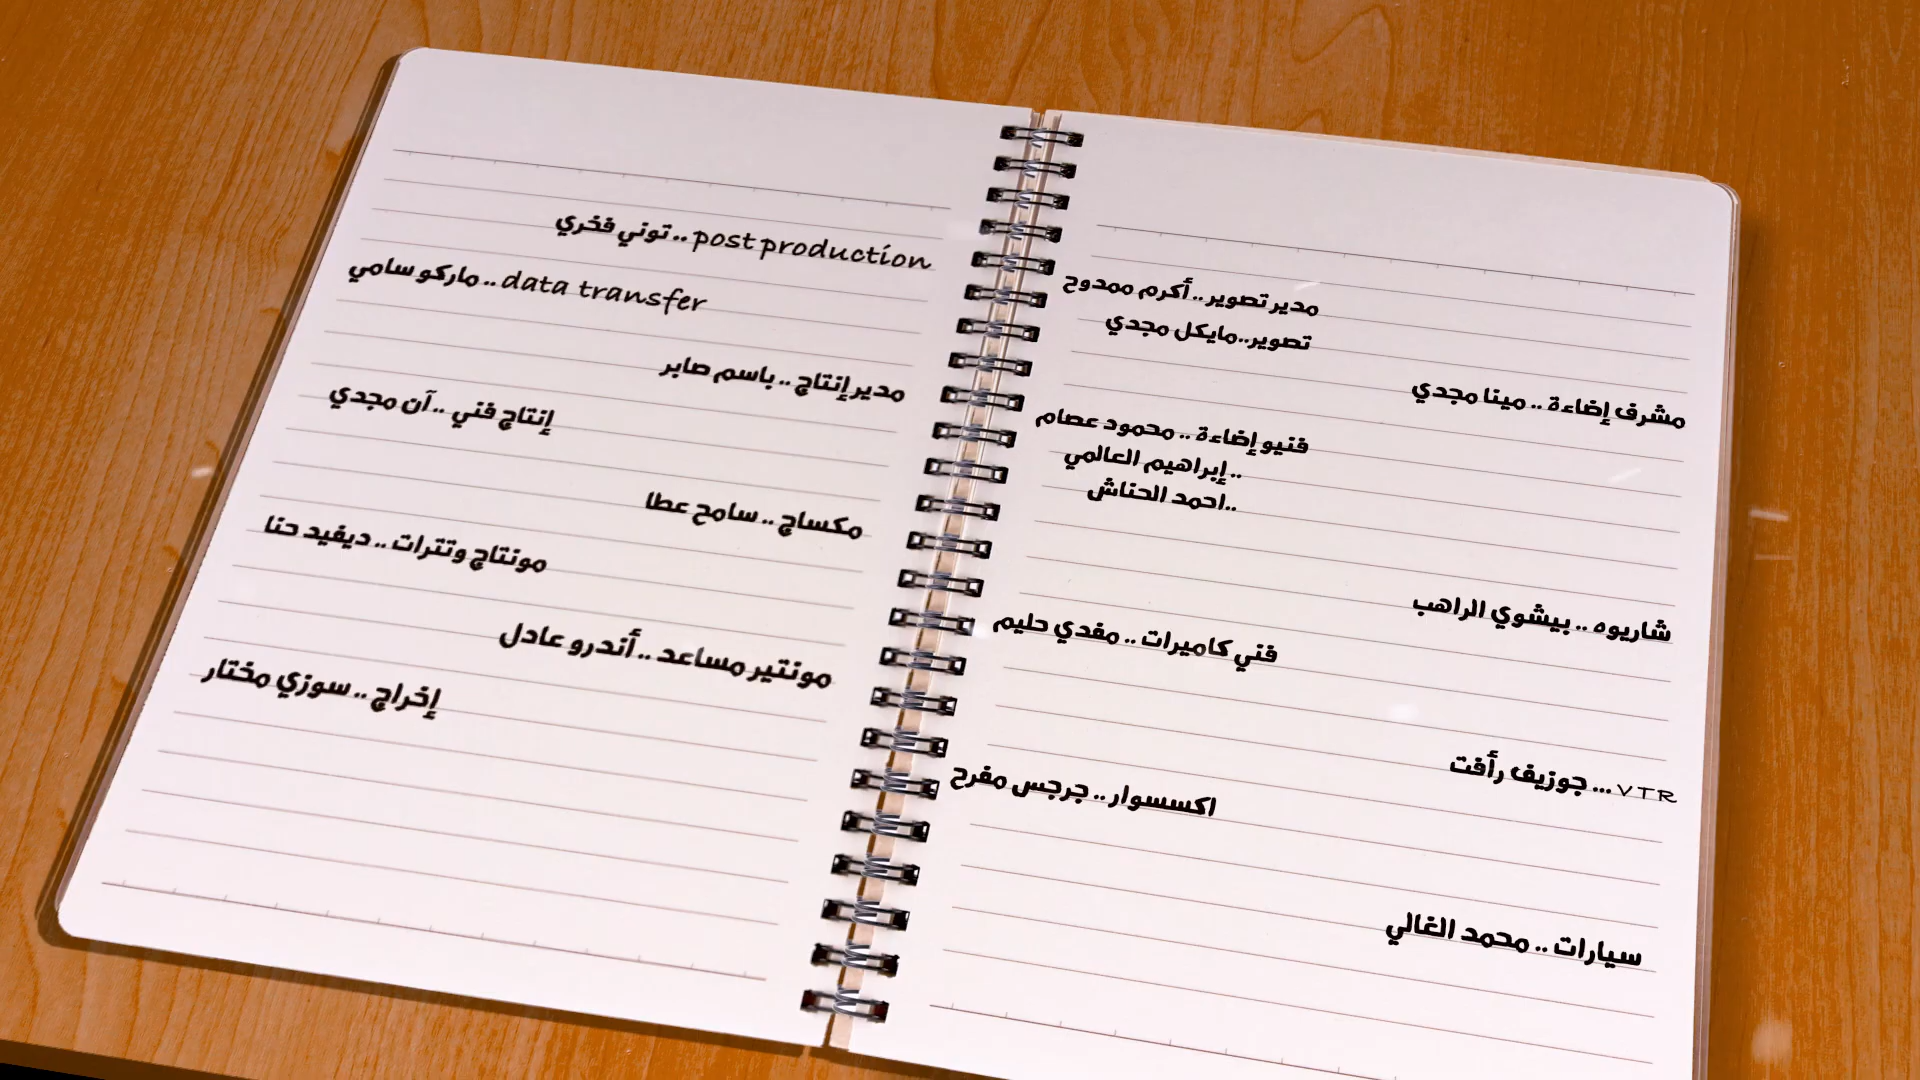 مدير تصوير .. أكرم ممدوح
تصوير..مايكل مجدي
مشرف إضاءة .. مينا مجدي
فنيو إضاءة .. محمود عصام
.. إبراهيم العالمي
..احمد الحناش
شاريوه .. بيشوي الراهب
فني كاميرات .. مفدي حليم
VTR ... جوزيف رأفت
اكسسوار .. جرجس مفرح
سيارات .. محمد الغالي
post production .. توني فخري
data transfer .. ماركو سامي
مدير إنتاج .. باسم صابر
إنتاج فني .. آن مجدي
مكساج .. سامح عطا
مونتاج وتترات .. ديفيد حنا
مونتير مساعد .. أندرو عادل
إخراج .. سوزي مختار